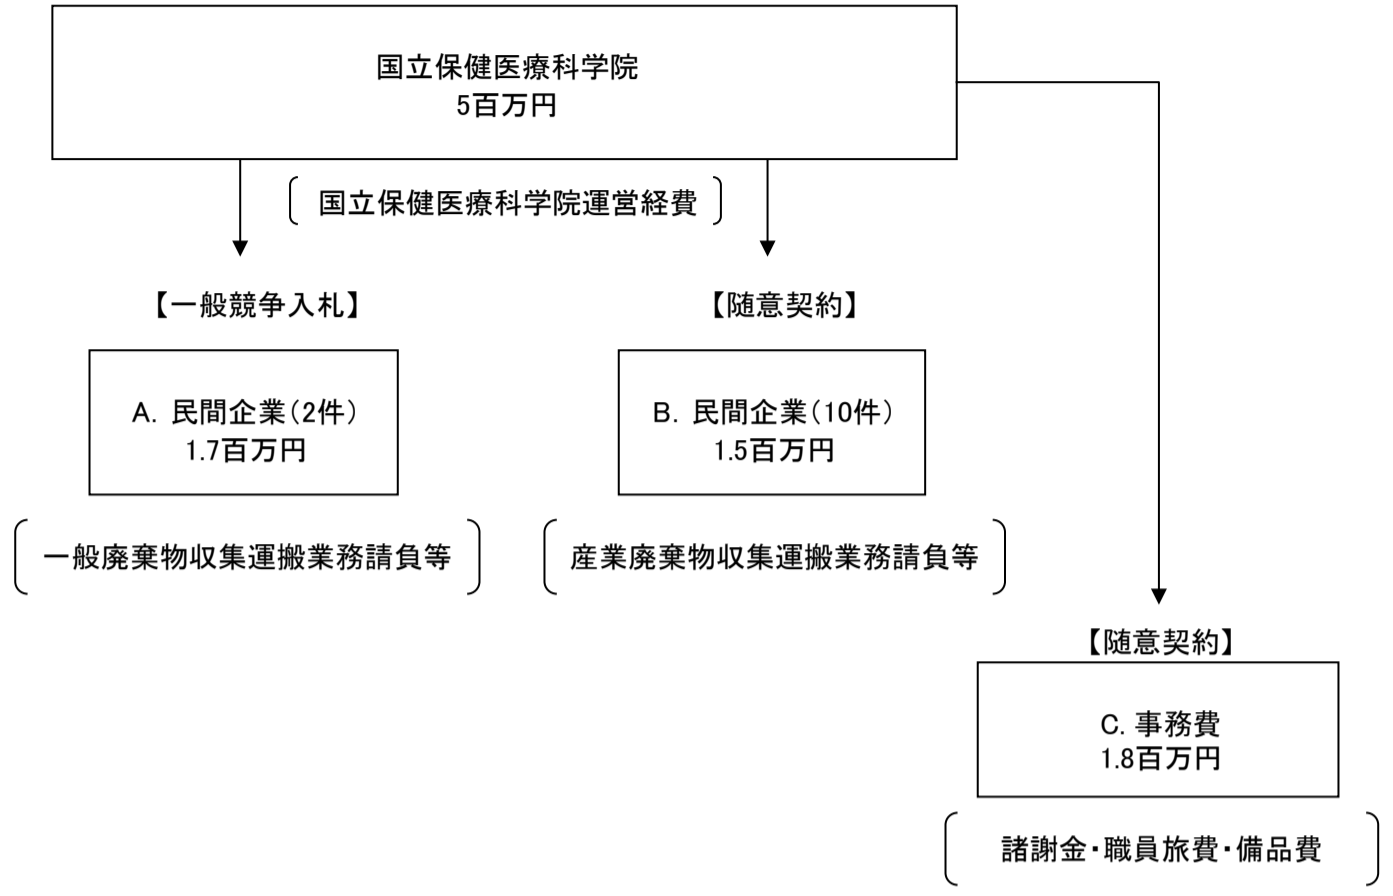 国立保健医療科学院
5百万円
国立保健医療科学院運営経費
【一般競争入札】
【随意契約】
A. 民間企業(2件)
1.7百万円
B. 民間企業(10件)
1.5百万円
一般廃棄物収集運搬業務請負等
産業廃棄物収集運搬業務請負等
【随意契約】
C. 事務費
1.8百万円
諸謝金・職員旅費・備品費